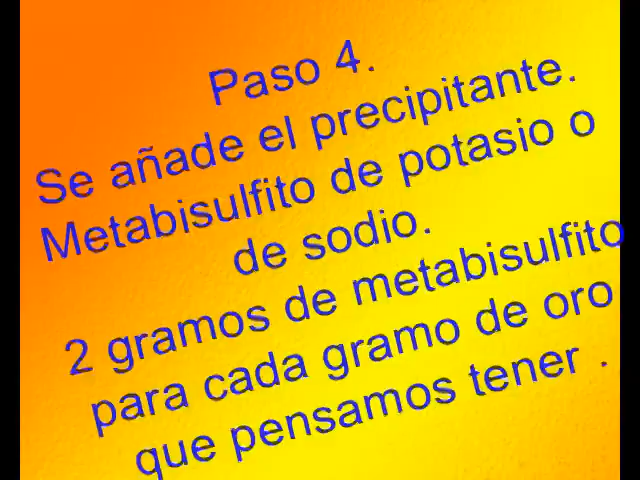 Paso 4.
Se añade el precipitante.
Metabisulfito de potasio o
de sodio.
2 gramos de metabisulfito
para cada gramo de oro
que pensamos tener .